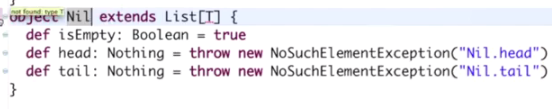 not found: type T
object Nil extends List[T] {
def isEmpty: Boolean = true
def head: Nothing = throw new NoSuchElementException("Nil.head")
def tail: Nothing = throw new NoSuchElementException("Nil.tail")
}